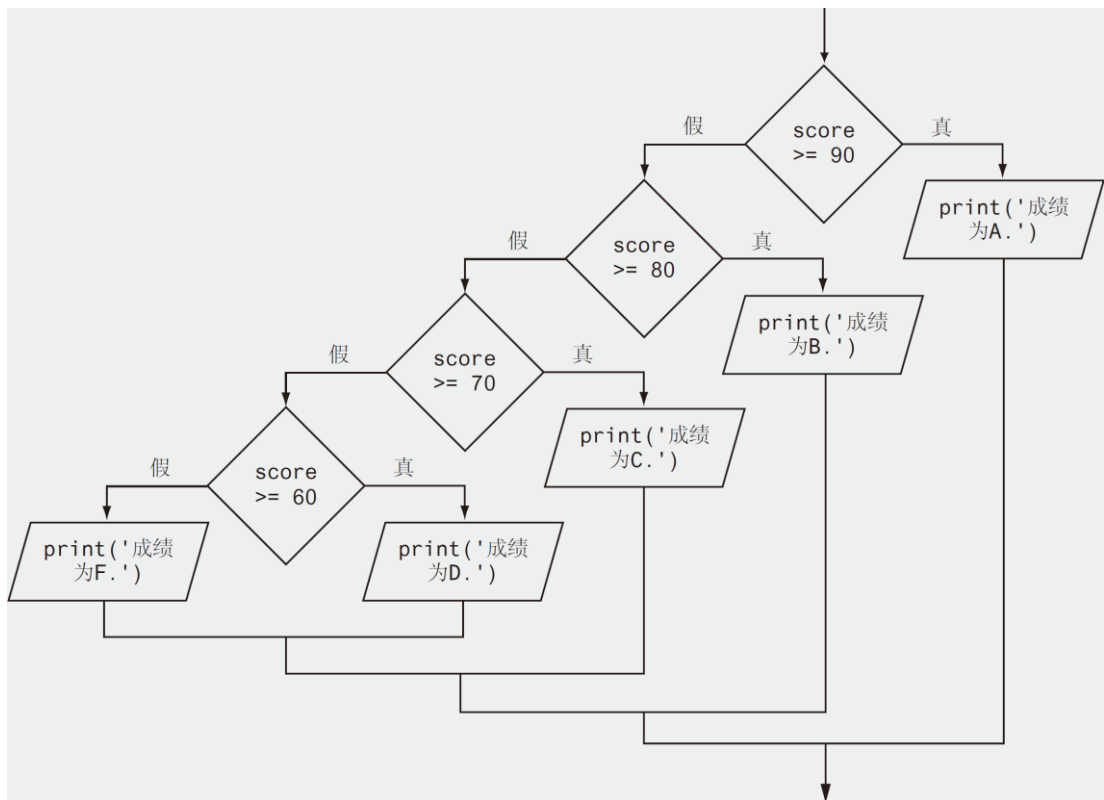 score
>= 90
假
真
print('成绩
为A.')
score
>= 80
假
真
print('成绩
为B.')
score
>= 70
假
真
print('成绩
为C.')
score
>= 60
假
真
print('成绩
为F.')
print('成绩
为D.')